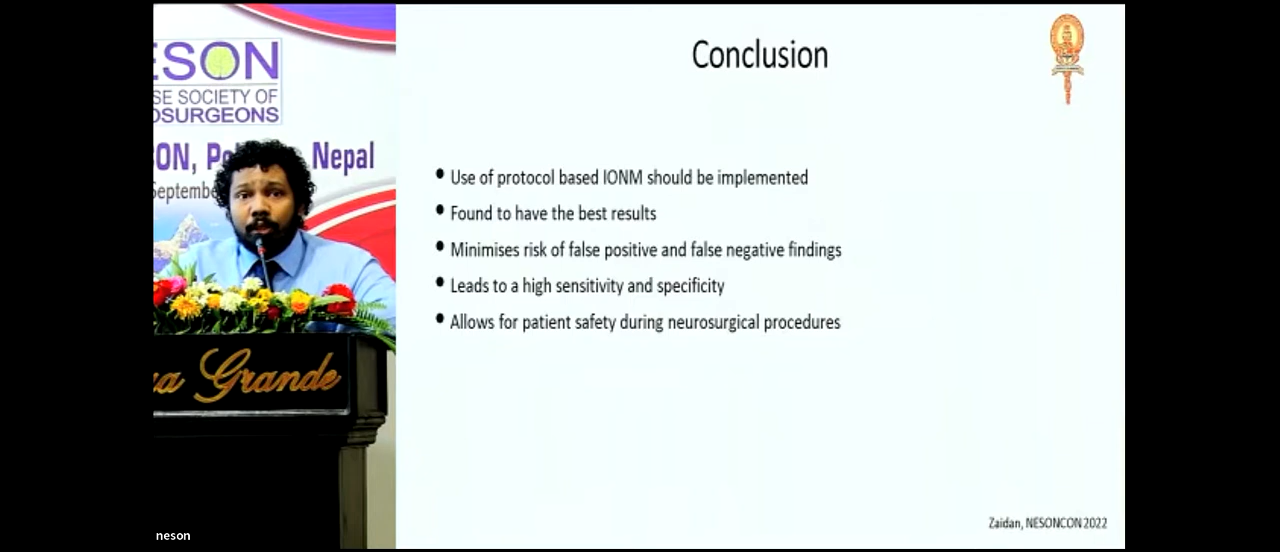 ESON
SE SOCIETY OF
OSURGEONS
ON, Po Nepal
Septembe
a Grande
neson
Conclusion
• Use of protocol based IONM should be implemented
• Found to have the best results
• Minimises risk of false positive and false negative findings
• Leads to a high sensitivity and specificity
• Allows for patient safety during neurosurgical procedures
Zaidan, NESONCON 2022